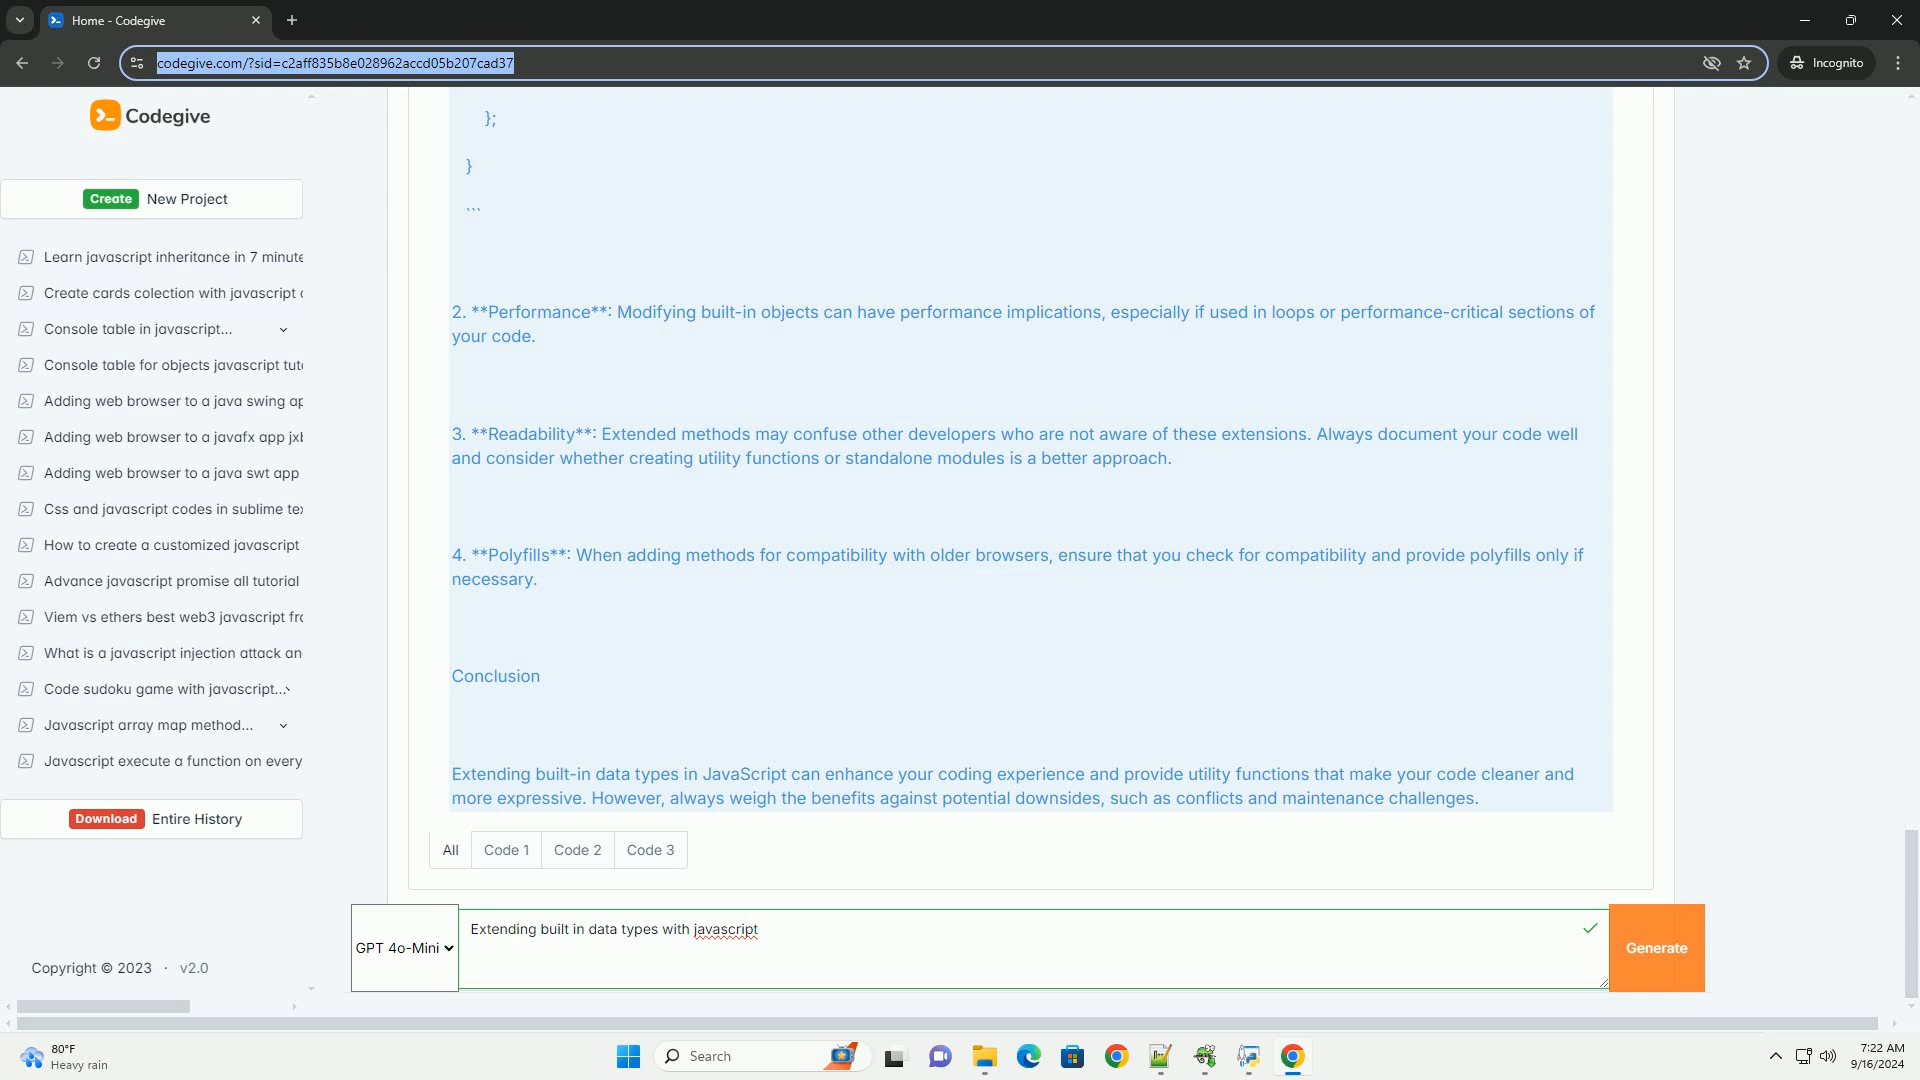 Home - Codegive
codegive.com/?sid=c2aff835b8e028962accd05b207cad37
Incognito
Codegive
Create New Project
Learn javascript inheritance in 7 minute
Create cards colection with javascript
Console table in javascript...
Console table for objects javascript tut
Adding web browser to a java swing ap
Adding web browser to a javafx app jxb
Adding web browser to a java swt app
Css and javascript codes in sublime tex
How to create a customized javascript
Advance javascript promise all tutorial
Viem vs ethers best web3 javascript fra
What is a javascript injection attack an
Code sudoku game with javascript...
Javascript array map method...
Javascript execute a function on every
Download Entire History
Copyright © 2023 · v2.0
};
}
```
2. **Performance**: Modifying built-in objects can have performance implications, especially if used in loops or performance-critical sections of
your code.
3. **Readability**: Extended methods may confuse other developers who are not aware of these extensions. Always document your code well
and consider whether creating utility functions or standalone modules is a better approach.
4. **Polyfills**: When adding methods for compatibility with older browsers, ensure that you check for compatibility and provide polyfills only if
necessary.
Conclusion
Extending built-in data types in JavaScript can enhance your coding experience and provide utility functions that make your code cleaner and
more expressive. However, always weigh the benefits against potential downsides, such as conflicts and maintenance challenges.
All Code 1 Code 2 Code 3
GPT 4o-Mini
Extending built in data types with javascript
Generate
80°F
Heavy rain
Search
7:22 AM
9/16/2024